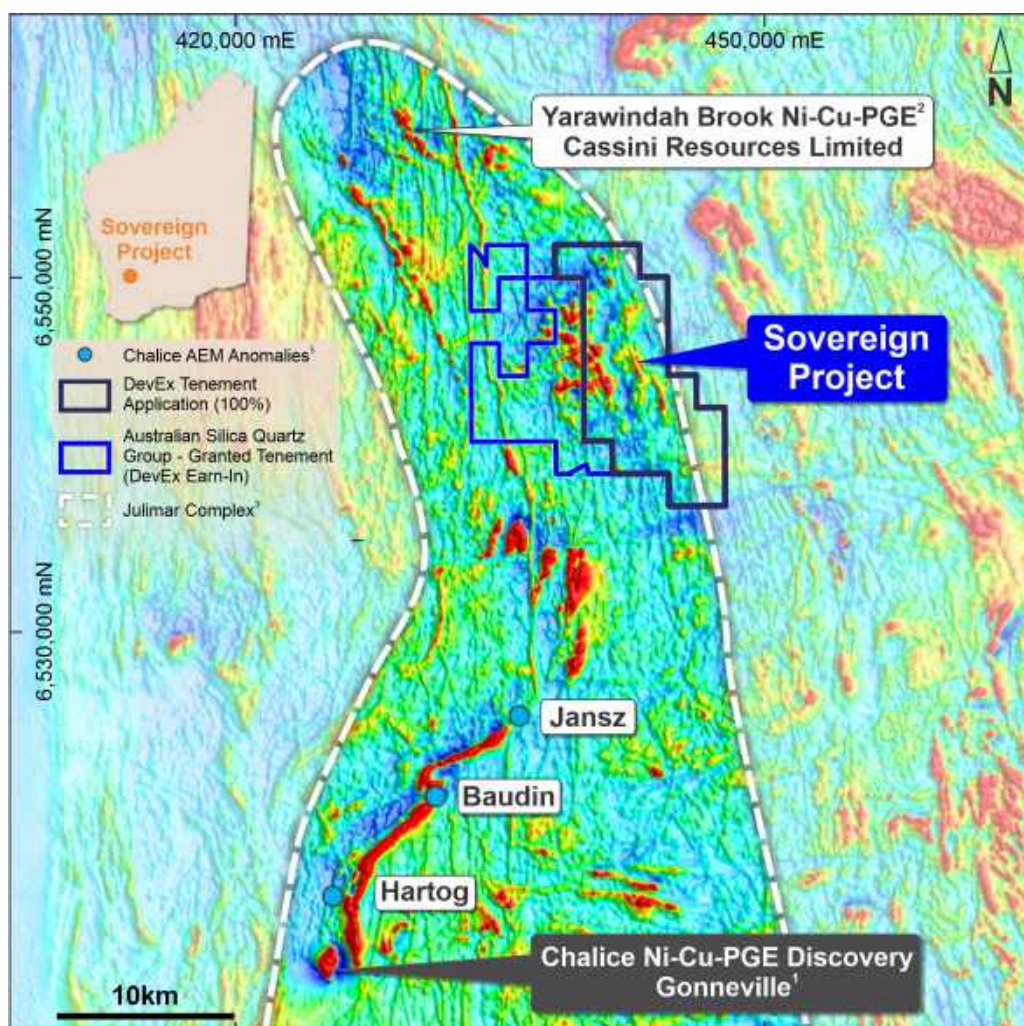 420,000 mE
450,000 mE
N
Yarawindah Brook Ni-Cu-PGE²
Cassini Resources Limited
Sovereign
Project
6,550,000 mN
Chalice AEM Anomalies³
DevEx Tenement
Application (100%)
Australian Silica Quartz
Group - Granted Tenement
(DevEx Earn-In)
Julimar Complex³
Sovereign
Project
6,530,000 mN
Jansz
Baudin
Hartog
Chalice Ni-Cu-PGE Discovery
Gonneville¹
10km